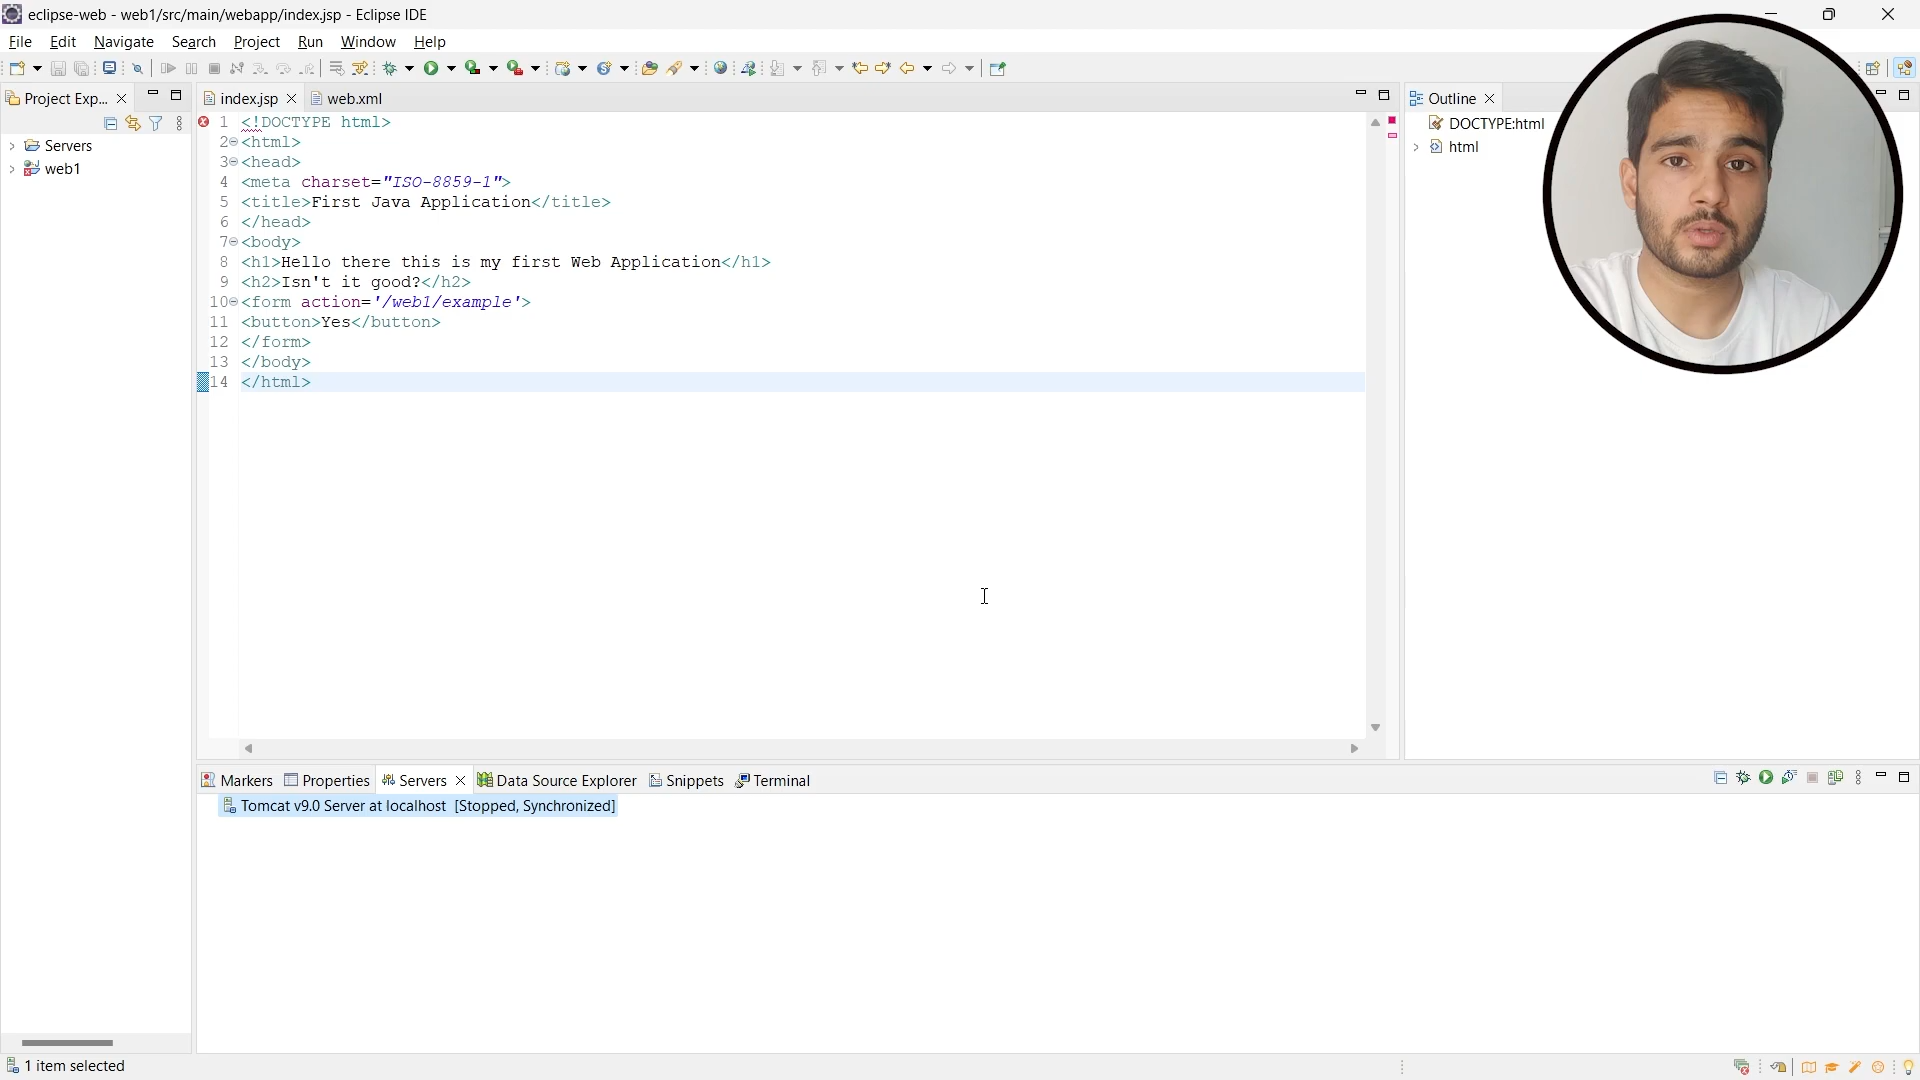 eclipse-web - web1/src/main/webapp/index.jsp - Eclipse IDE
File Edit Navigate Search Project Run Window Help
Project Exp...
Servers
web1
index.jsp
web.xml
1 <!DOCTYPE html>
2 <html>
3 <head>
4 <meta charset="ISO-8859-1">
5 <title>First Java Application</title>
6 </head>
7 <body>
8 <h1>Hello there this is my first Web Application</h1>
9 <h2>Isn't it good?</h2>
10 <form action='/web1/example'>
11 <button>Yes</button>
12 </form>
13 </body>
14 </html>
Outline
DOCTYPE:html
html
Markers Properties Servers Data Source Explorer Snippets Terminal
Tomcat v9.0 Server at localhost [Stopped, Synchronized]
1 item selected